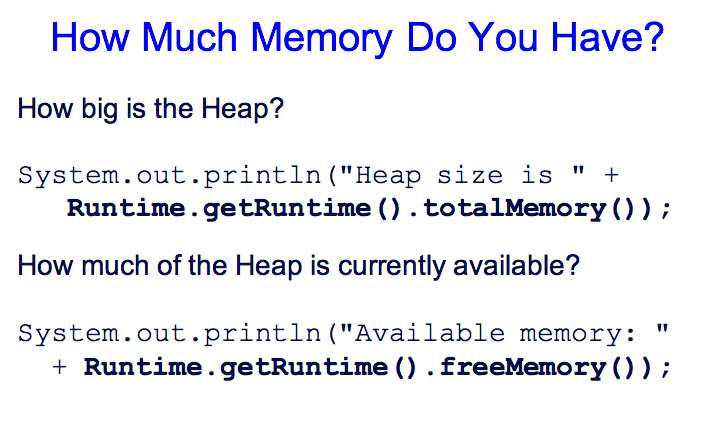 How Much Memory Do You Have?
How big is the Heap?
System.out.println("Heap size is " +
Runtime.getRuntime().totalMemory());
How much of the Heap is currently available?
System.out.println("Available memory: "
+ Runtime.getRuntime().freeMemory());